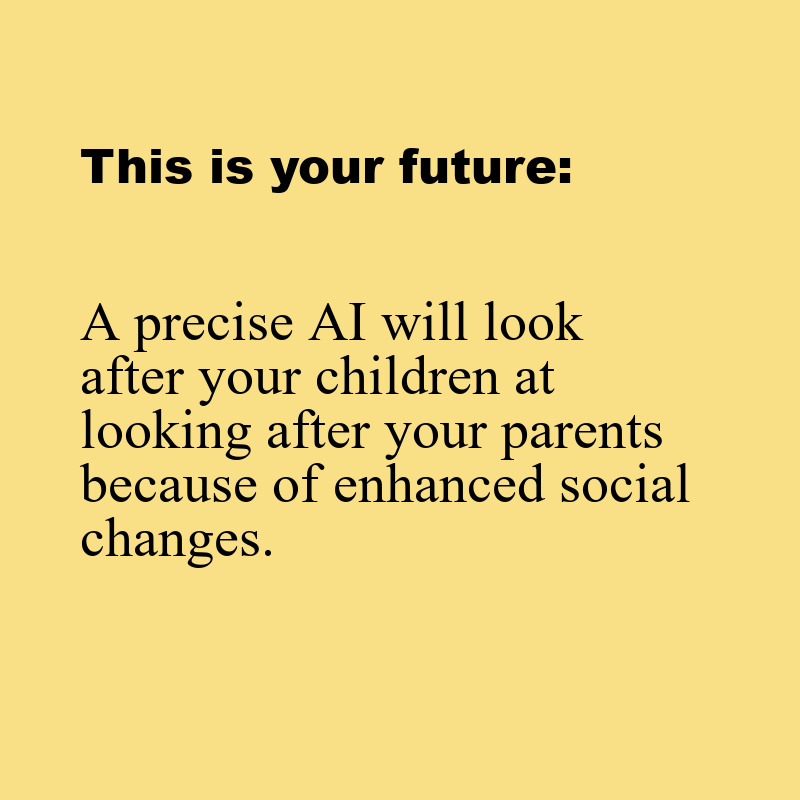 This is your future:
A precise AI will look
after your children at
looking after your parents
because of enhanced social
changes.